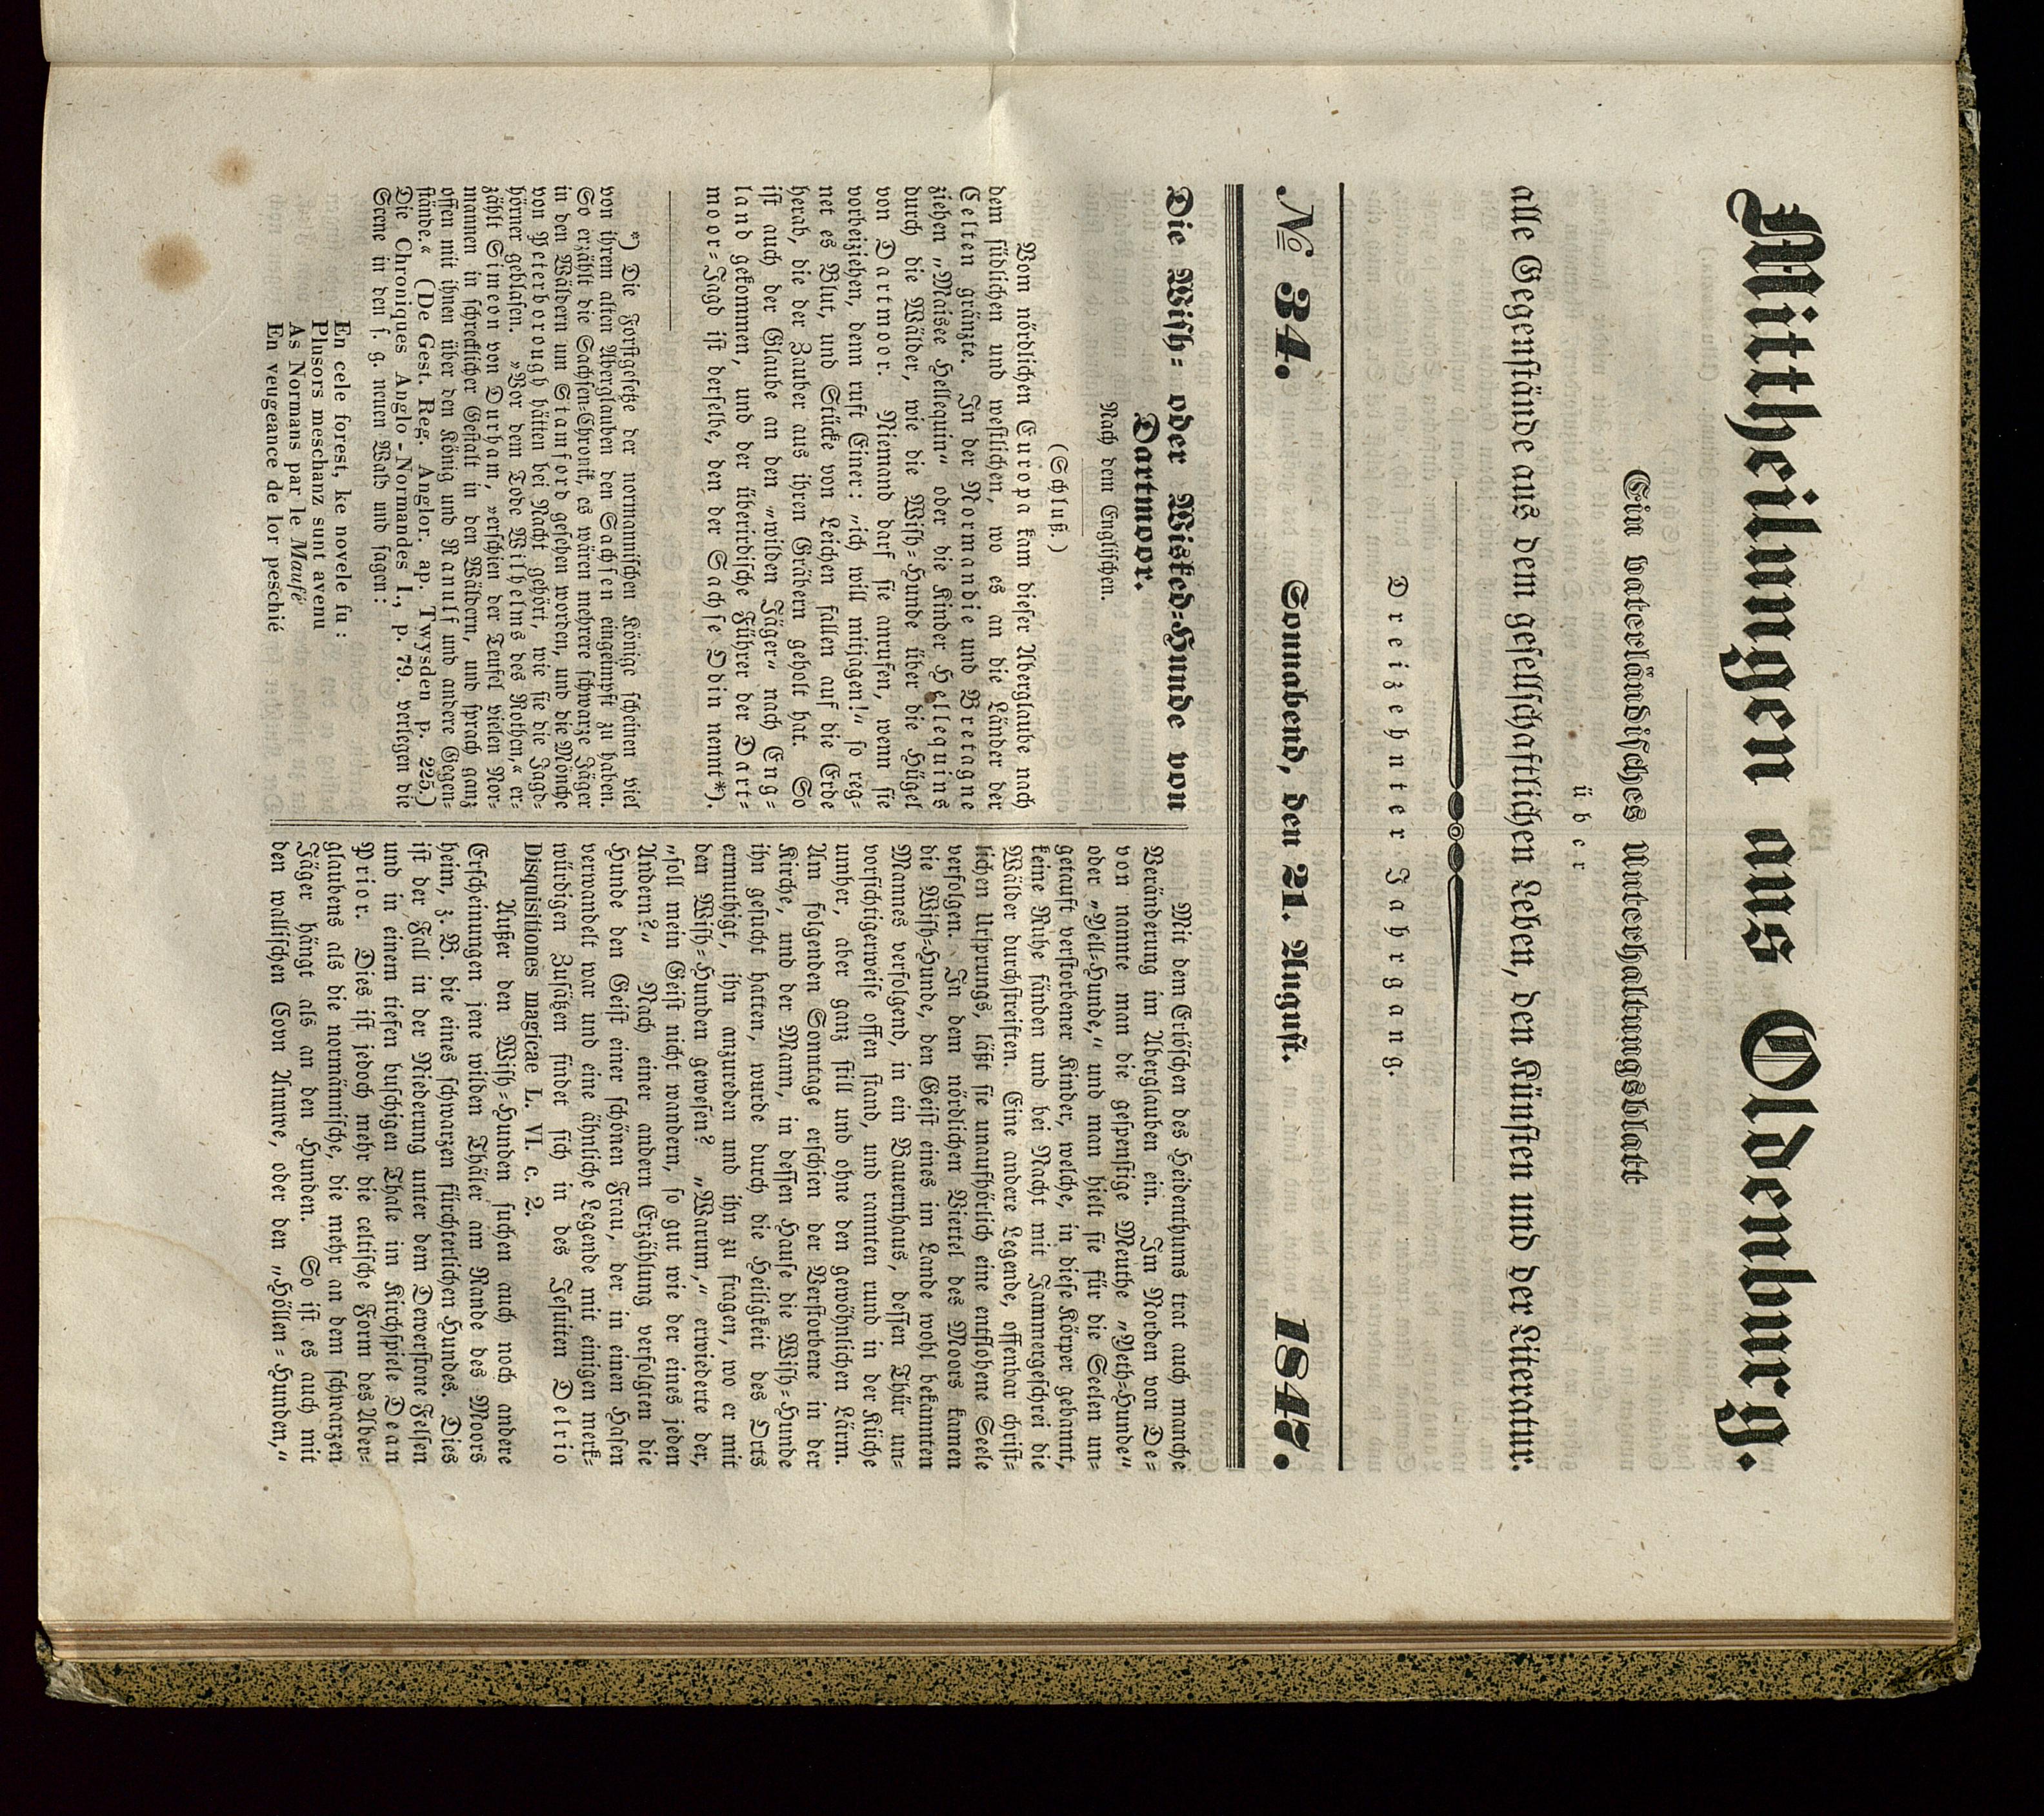 Mittheilungen aus Oldenburg.
Ein vaterländisches Unterhaltungsblatt
über
alle Gegenstände aus dem gesellschaftlichen Leben, den Künsten und der Literatur.
Dreizehnter Jahrgang.
№ 34. Sonnabend, den 21. August. 1847.
Die Wish= oder Wisked=Hunde von
Dartmoor.
Nach dem Englischen.
(Schluß.)
Vom nördlichen Europa kam dieser Aberglaube nach
dem südlichen und westlichen, wo es an die Länder der
Celten gränzte. In der Normandie und Bretagne
ziehen „Maisee Hellequin“ oder die Kinder Hellequins
durch die Wälder, wie die Wish=Hunde über die Hügel
von Dartmoor. Niemand darf sie anrufen, wenn sie
vorbeiziehen, denn ruft Einer: „ich will mitjagen!“ so reg=
net es Blut, und Stücke von Leichen fallen auf die Erde
herab, die der Zauber aus ihren Gräbern geholt hat. So
ist auch der Glaube an den „wilden Jäger“ nach Eng=
land gekommen, und der überirdische Führer der Dart=
moor=Jagd ist derselbe, den der Sachse Odin nennt*).
*) Die Forstgesetze der normannischen Könige scheinen viel
von ihrem alten Aberglauben den Sachsen eingeimpft zu haben.
So erzählt die Sachsen=Chronik, es wären mehrere schwarze Jäger
in den Wäldern um Stamford gesehen worden, und die Mönche
von Peterborough hätten bei Nacht gehört, wie sie die Jagd=
hörner geblasen. »Vor dem Tode Wilhelms des Rothen,« er=
zählt Simeon von Durham, »erschien der Teufel vielen Nor=
mannen in schrecklicher Gestalt in den Wäldern, und sprach ganz
offen mit ihnen über den König und Ranulf und andere Gegen=
stände.« (De Gest. Reg. Anglor. ap. Twysden p. 225.)
Die Chroniques Anglo-Normandes I., p. 79. verlegen die
Scene in den s. g. neuen Wald und sagen:
En cele forest, ke novele fu:
Plusors meschanz sunt avenu
As Normans par le Maufé
En veugeance de lor peschié
Mit dem Erlöschen des Heidenthums trat auch manche
Veränderung im Aberglauben ein. Im Norden von De=
von nannte man die gespenstige Meuthe „Yeth=Hunde“
oder „Yell=Hunde,“ und man hielt sie für die Seelen un=
getauft verstorbener Kinder, welche, in diese Körper gebannt,
keine Ruhe fänden und bei Nacht mit Jammergeschrei die
Wälder durchstreiften. Eine andere Legende, offenbar christ=
lichen Ursprungs, läßt sie unaufhörlich eine entflohene Seele
verfolgen. In dem nördlichen Viertel des Moors kamen
die Wish=Hunde, den Geist eines im Lande wohl bekannten
Mannes verfolgend, in ein Bauernhaus, dessen Thür un=
vorsichtigerweise offen stand, und rannten rund in der Küche
umher, aber ganz still und ohne den gewöhnlichen Lärm.
Am folgenden Sonntage erschien der Verstorbene in der
Kirche, und der Mann, in dessen Hause die Wish=Hunde
ihn gesucht hatten, wurde durch die Heiligkeit des Orts
ermuthigt, ihn anzureden und ihn zu fragen, wo er mit
den Wish=Hunden gewesen? „Warum,“ erwiederte der,
„soll mein Geist nicht wandern, so gut wie der eines jeden
Andern?“ Nach einer andern Erzählung verfolgten die
Hunde den Geist einer schönen Frau, der in einen Hasen
verwandelt war und eine ähnliche Legende mit einigen merk=
würdigen Zusätzen findet sich in des Jesuiten Delrio
Disquisitiones magicae L. VI. c. 2.
Außer den Wish=Hunden suchen auch noch andere
Erscheinungen jene wilden Thäler am Rande des Moors
heim, z. B. die eines schwarzen fürchterlichen Hundes. Dies
ist der Fall in der Niederung unter dem Dewerstone Felsen
und in einem tiefen buschigen Theile im Kirchspiele Dean
Prior. Dies ist jedoch mehr die celtische Form des Aber=
glaubens als die normännische, die mehr an dem schwarzen
Jäger hängt als an den Hunden. So ist es auch mit
den wallischen Cwn Annwe, oder den „Höllen=Hunden,“